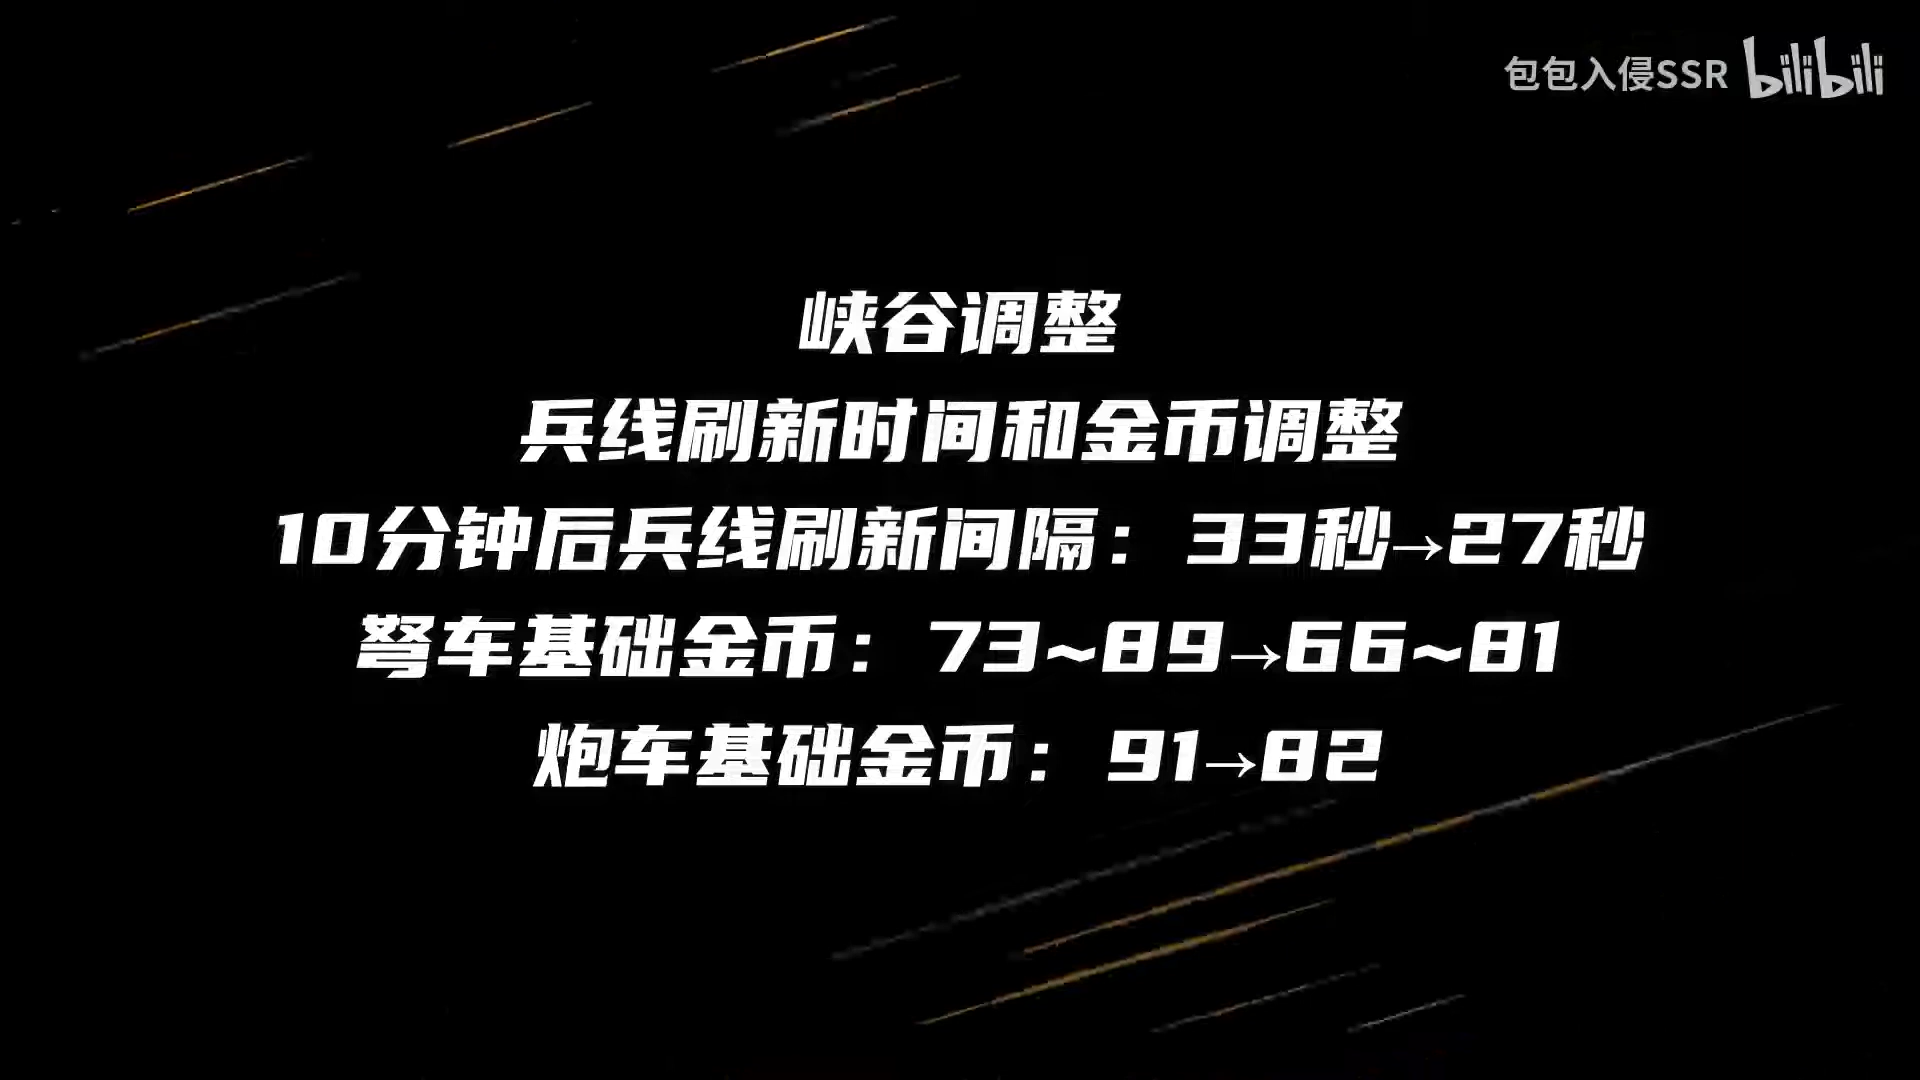 包包入侵SSR bilibili
峡谷调整
兵线刷新时间和金币调整
10分钟后兵线刷新间隔：33秒→27秒
弩车基础金币：73~89→66~81
炮车基础金币：91→82